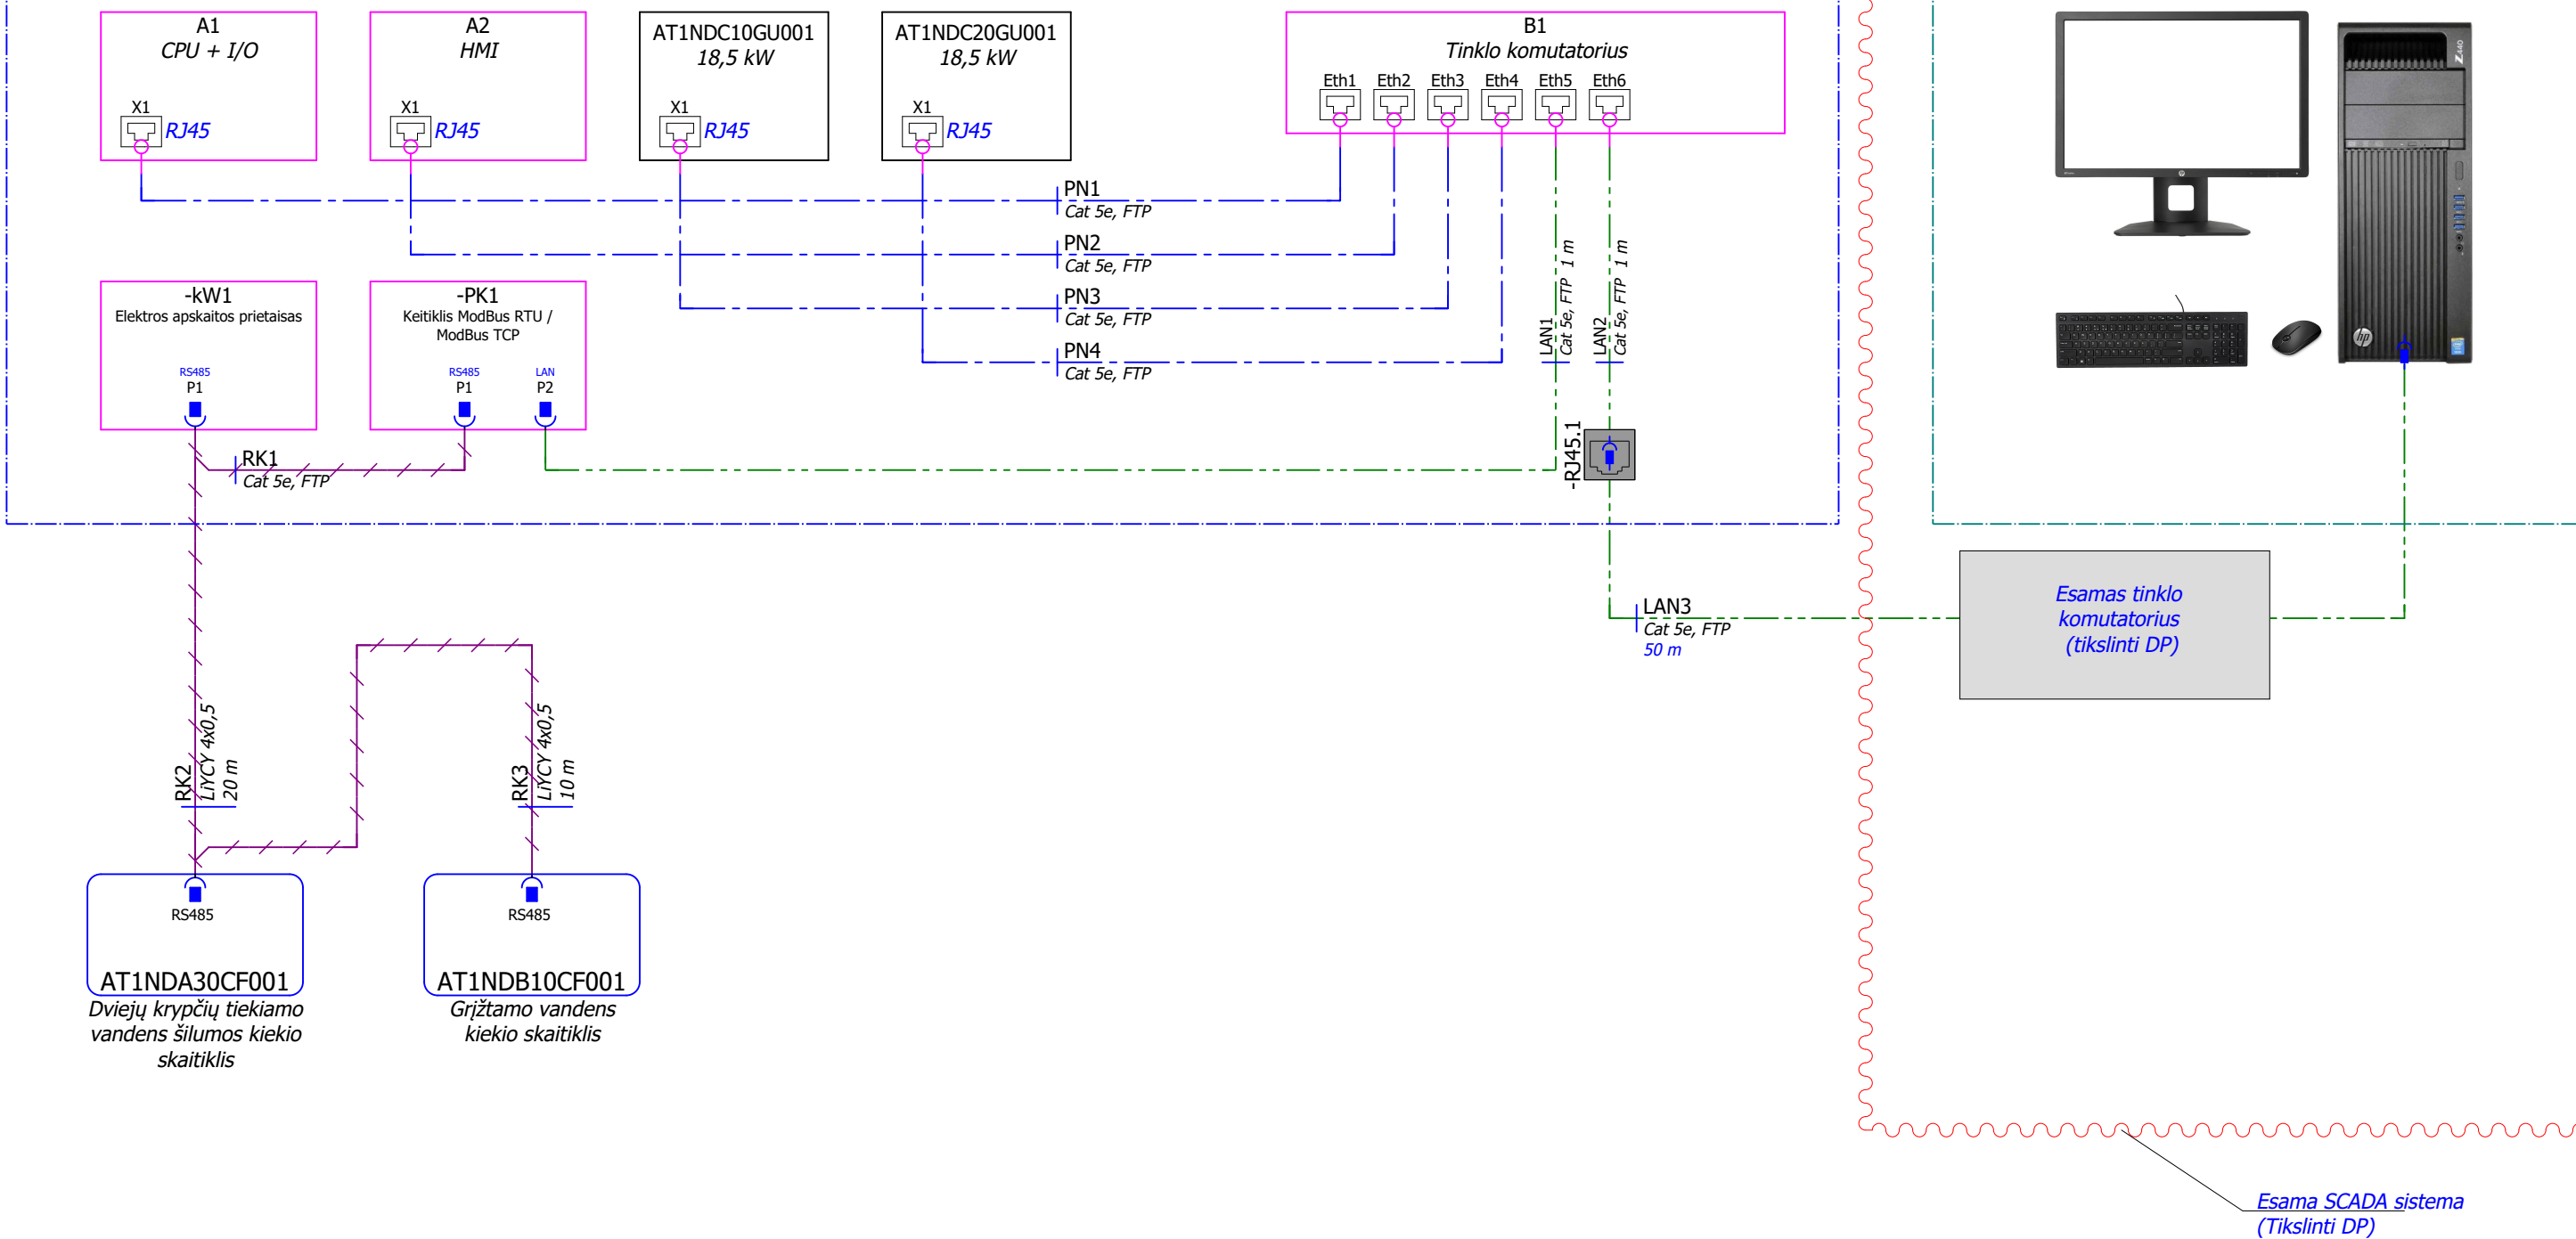 A1
CPU + I/O
X1
RJ45
A2
HMI
X1
RJ45
AT1NDC10GU001
18,5 kW
X1
RJ45
AT1NDC20GU001
18,5 kW
X1
RJ45
B1
Tinklo komutatorius
Eth1
Eth2
Eth3
Eth4
Eth5
Eth6
Z440
hp
PN1
Cat 5e, FTP
PN2
Cat 5e, FTP
PN3
Cat 5e, FTP
PN4
Cat 5e, FTP
LAN1
Cat 5e, FTP 1 m
LAN2
Cat 5e, FTP 1 m
-kW1
Elektros apskaitos prietaisas
RS485
P1
-PK1
Keitiklis ModBus RTU /
ModBus TCP
RS485
P1
LAN
P2
RK1
Cat 5e, FTP
-RJ45.1
LAN3
Cat 5e, FTP
50 m
Esamas tinklo
komutatorius
(tikslinti DP)
RK2
LiYCY 4x0,5
20 m
RK3
LiYCY 4x0,5
10 m
RS485
AT1NDA30CF001
Dviejų krypčių tiekiamo
vandens šilumos kiekio
skaitiklis
RS485
AT1NDB10CF001
Grįžtamo vandens
kiekio skaitiklis
Esama SCADA sistema
(Tikslinti DP)